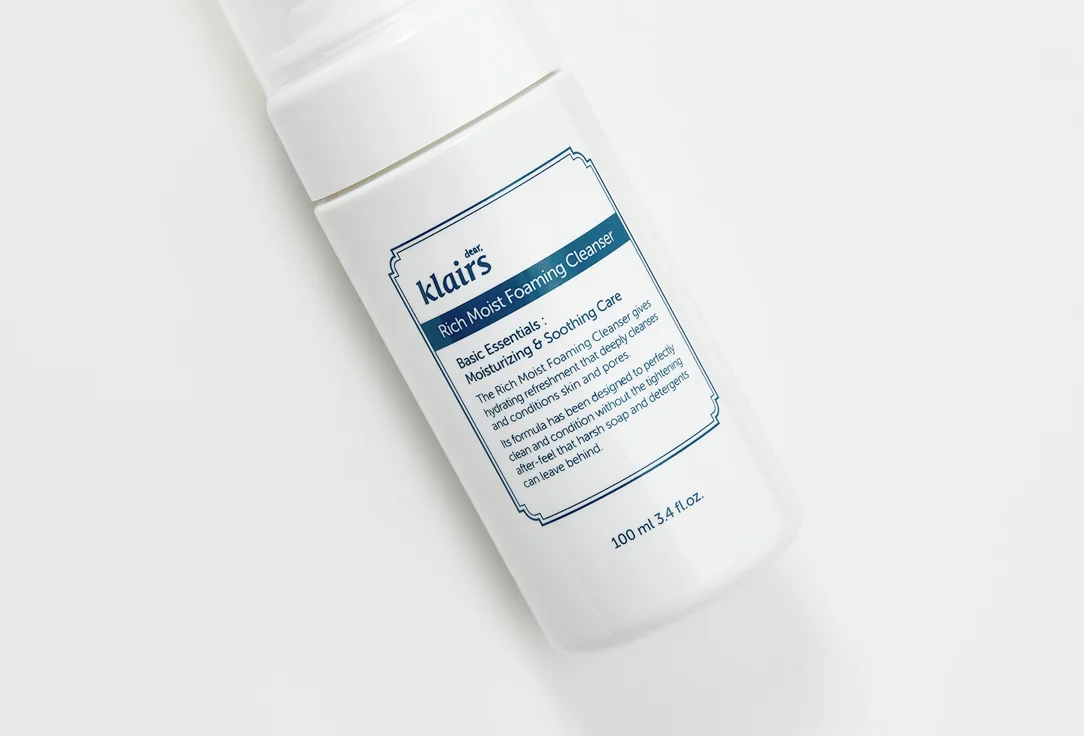 dear,
klairs
Rich Moist Foaming Cleanser
Basic Essentials :
Moisturizing & Soothing Care
The Rich Moist Foaming Cleanser gives
hydrating refreshment that deeply cleanses
and conditions skin and pores.
Its formula has been designed to perfectly
clean and condition without the tightening
after-feel that harsh soap and detergents
can leave behind.
100 ml 3.4 fl.oz.